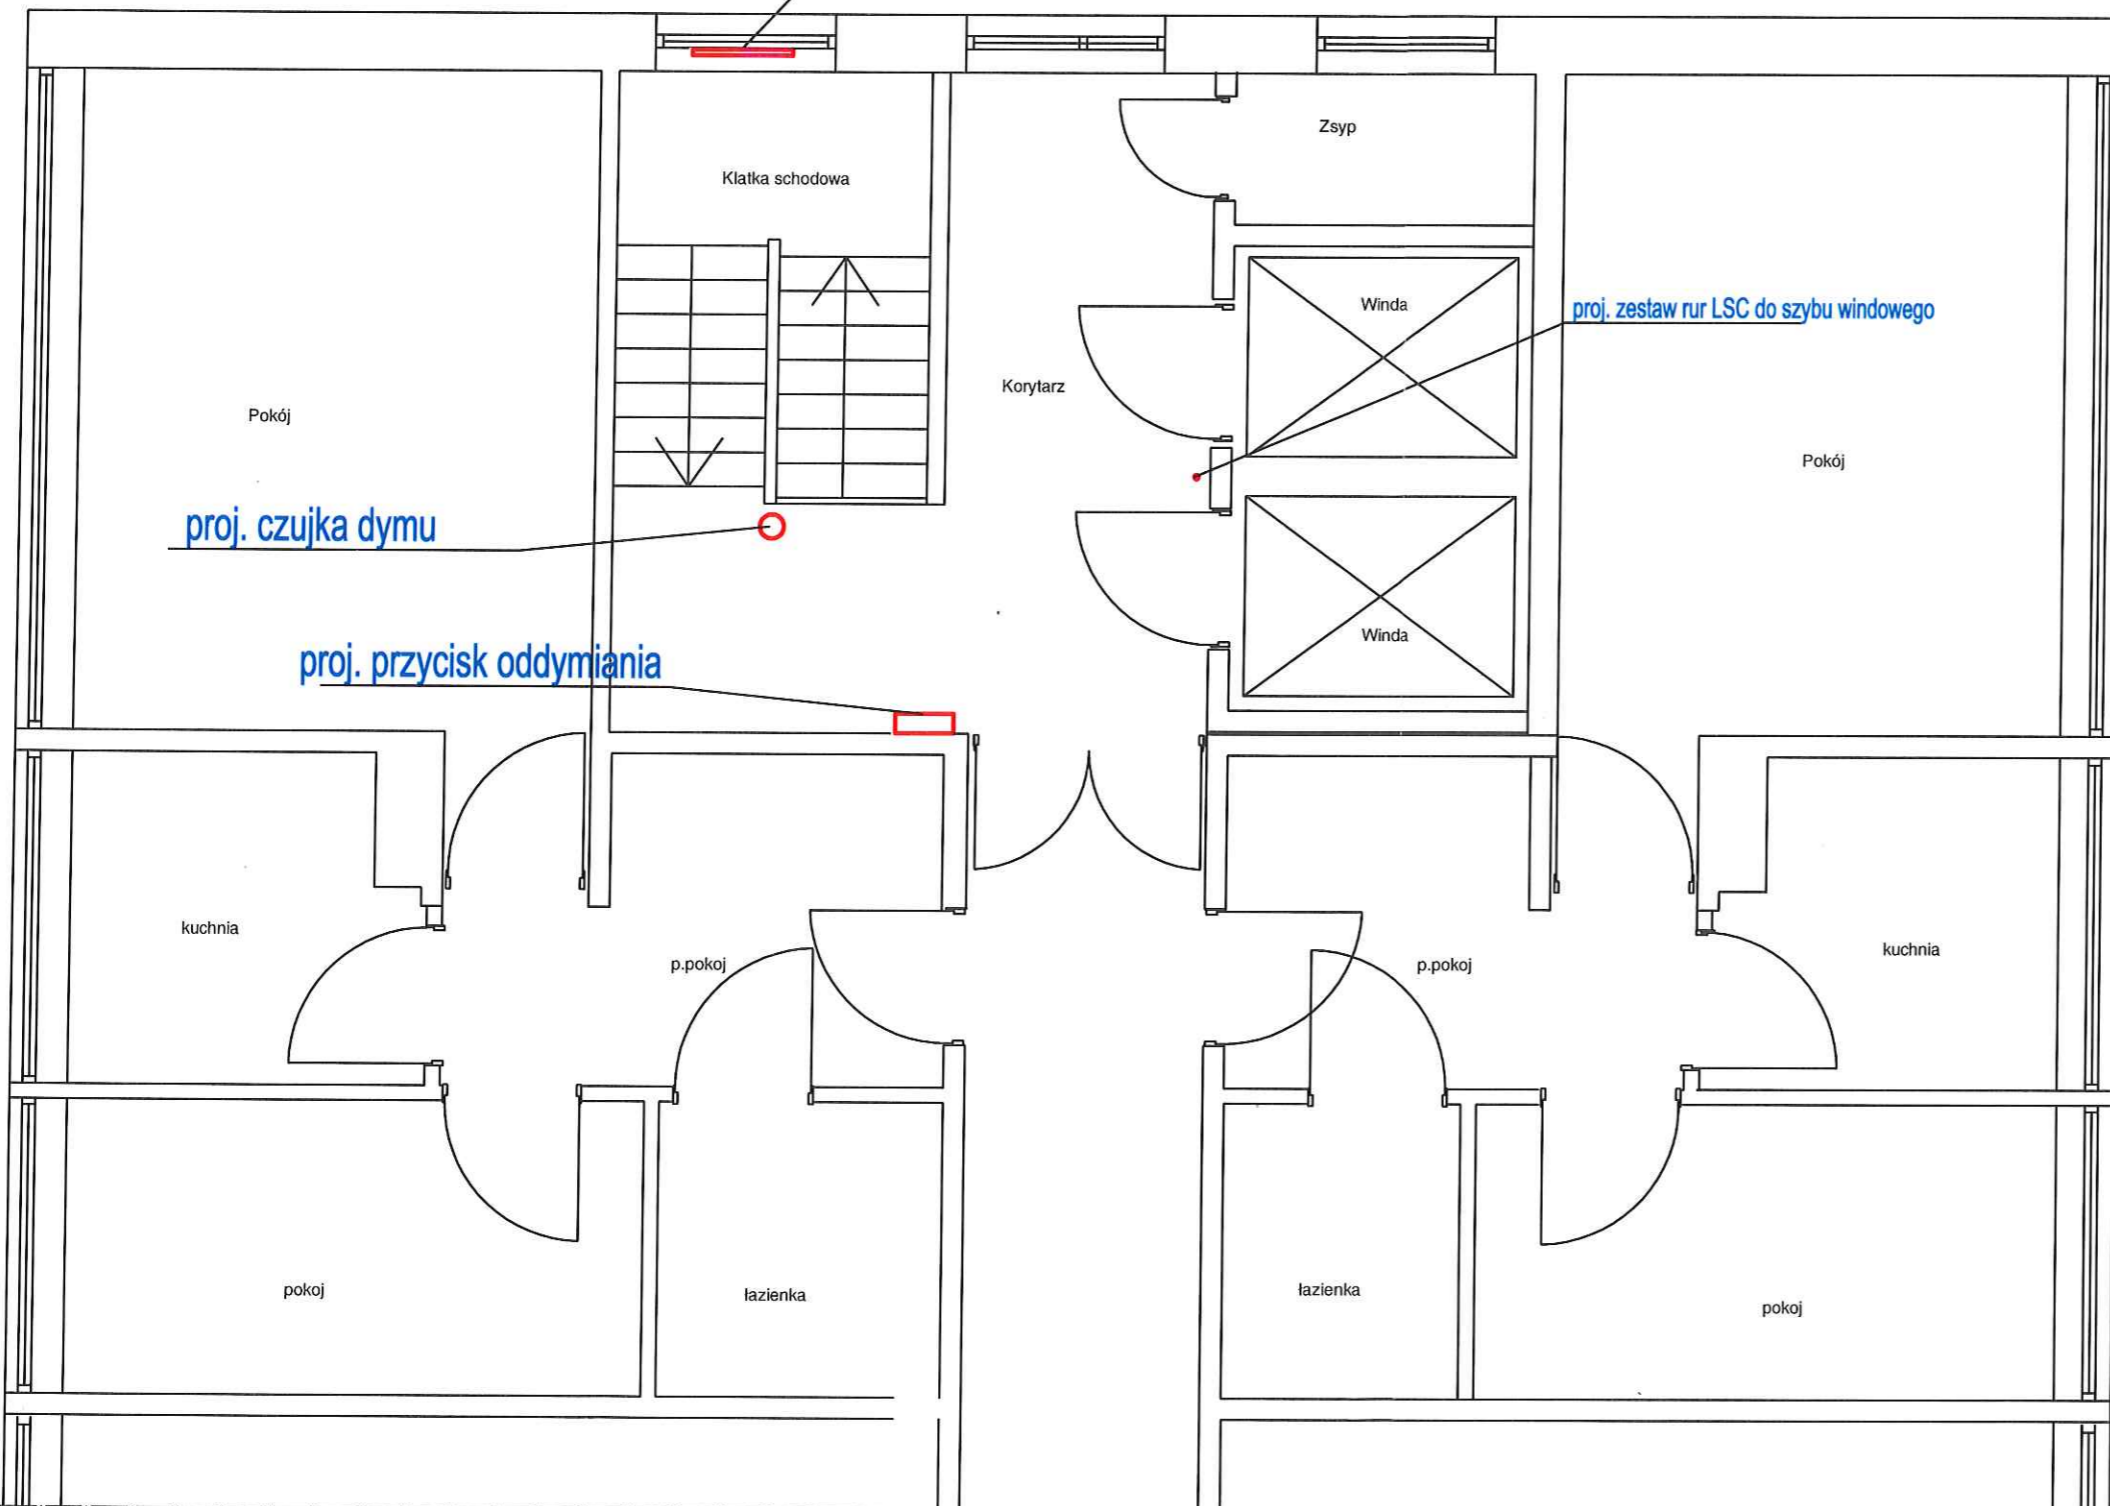 Zsyp
Klatka schodowa
Winda
proj. zestaw rur LSC do szybu windowego
Korytarz
Pokój
Pokój
proj. czujka dymu
Winda
proj. przycisk oddymiania
kuchnia
kuchnia
p.pokoj
p.pokoj
pokoj
łazienka
łazienka
pokoj